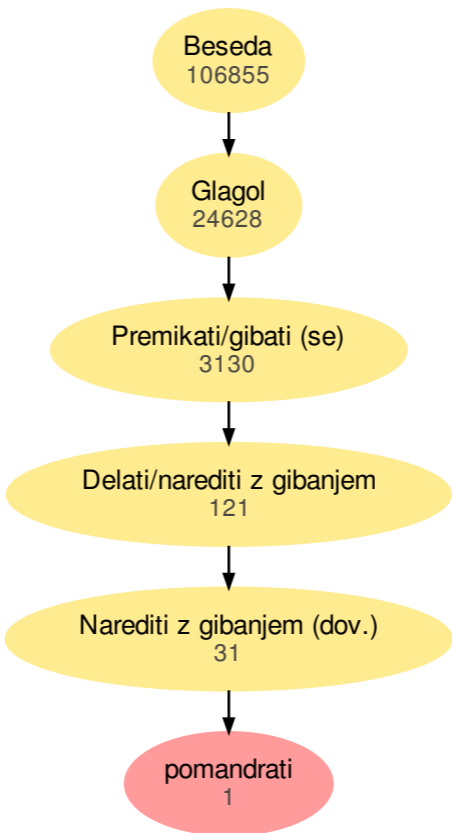 Beseda
106855
Glagol
24628
Premikati/gibati (se)
3130
Delati/narediti z gibanjem
121
Narediti z gibanjem (dov.)
31
pomandrati
1